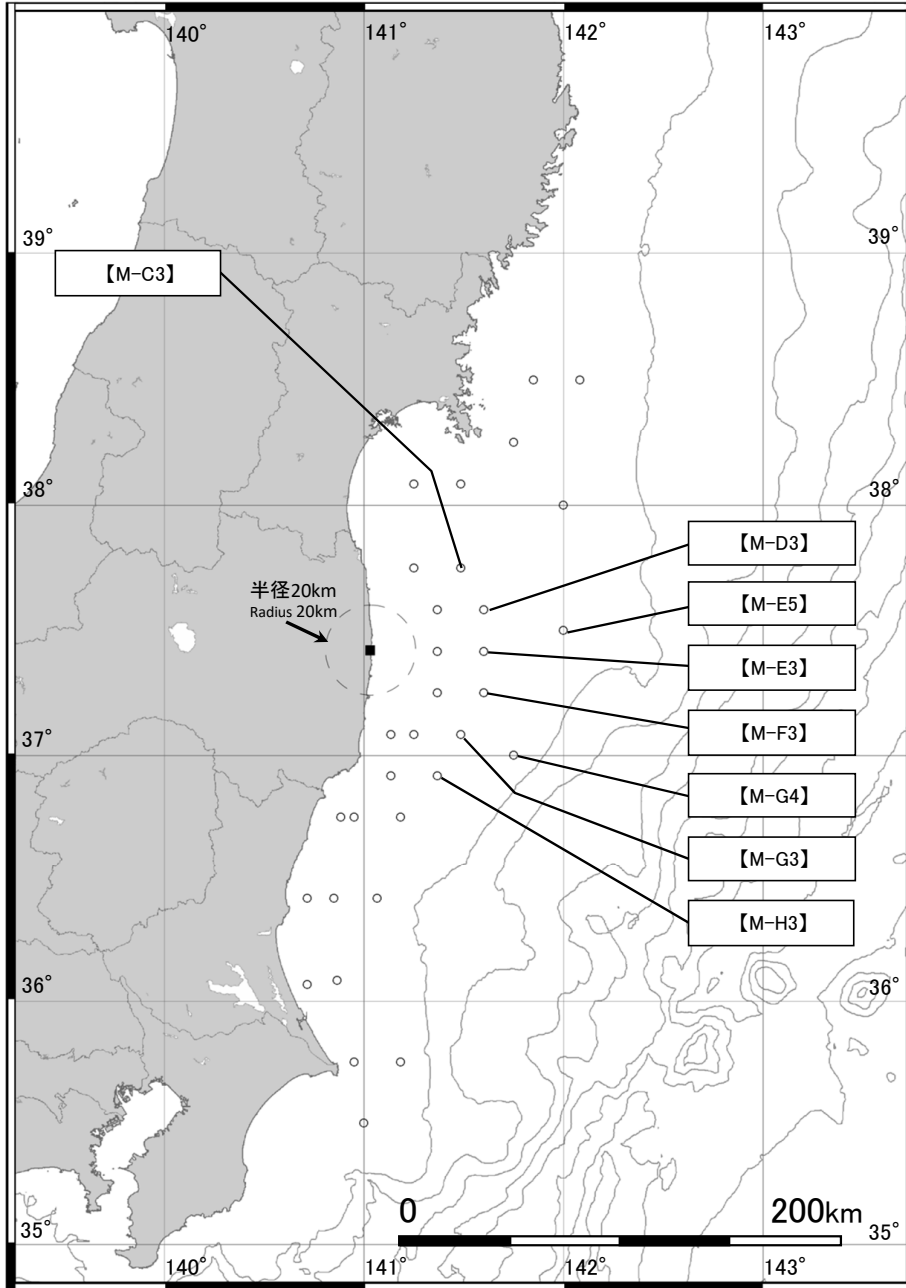 140°
141°
142°
143°
39°
39°
【M-C3】
38°
38°
【M-D3】
半径20km
Radius 20km
【M-E5】
【M-E3】
【M-F3】
37°
37°
【M-G4】
【M-G3】
【M-H3】
36°
36°
0
200km
35°
35°
140°
141°
142°
143°